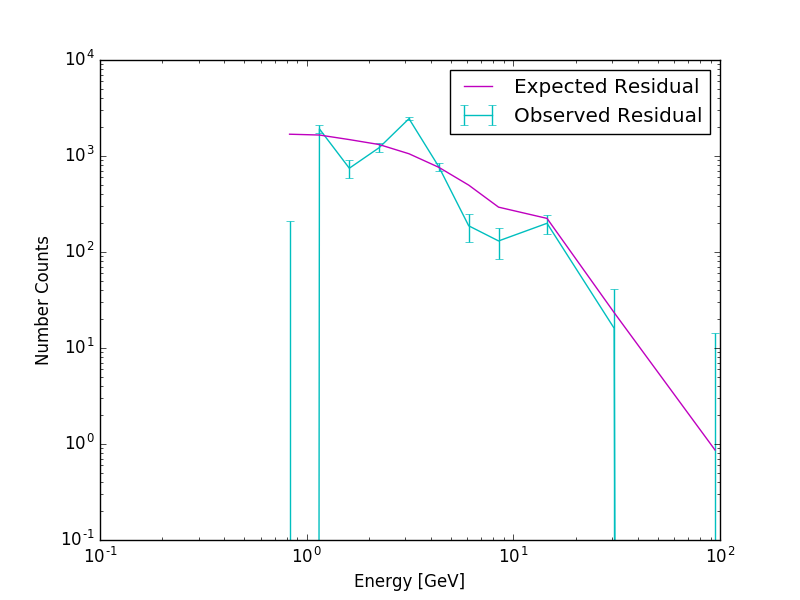 10^4
10^3
10^2
10^1
10^0
10^-1
Number Counts
10^-1
10^0
10^1
10^2
Energy [GeV]
Expected Residual
Observed Residual